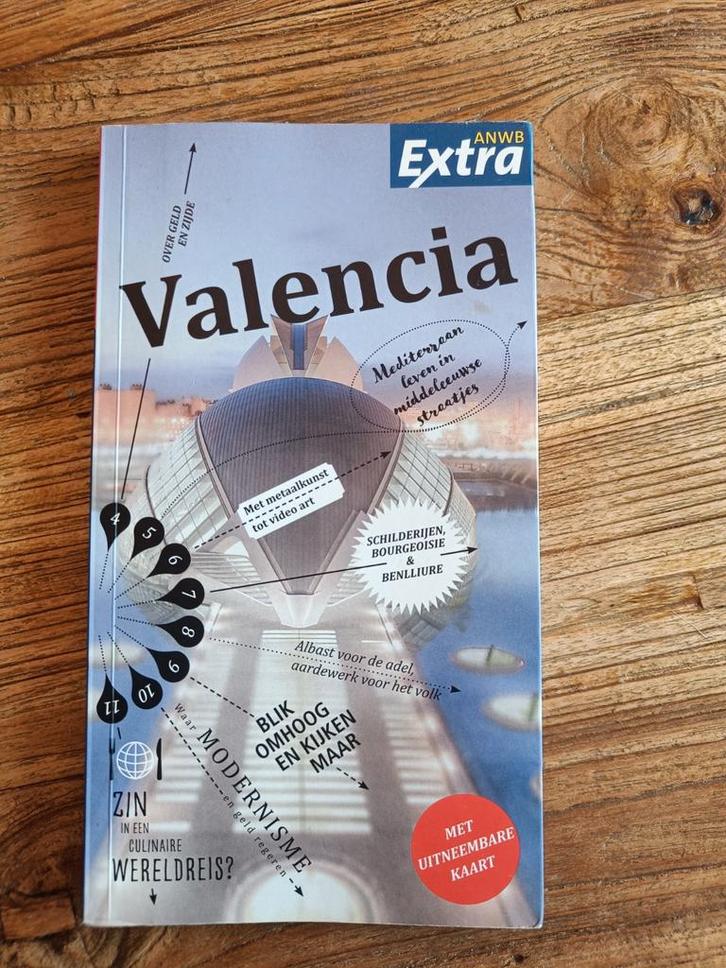 ANWB
Extra
OVER GELD
EN ZIJDE
Valencia
Mediterraan
leven in
middeleeuwse
straatjes
Met metaalkunst
tot video art
SCHILDERIJEN,
BOURGEOISIE
&
BENLLIURE
4
5
6
7
8
9
10
11
Albast voor de adel,
aardewerk voor het volk
BLIK
OMHOOG
EN KIJKEN
MAAR
Waar
MODERNISME
en geld regeren
ZIN
IN EEN
CULINAIRE
WERELDREIS?
MET
UITNEEMBARE
KAART